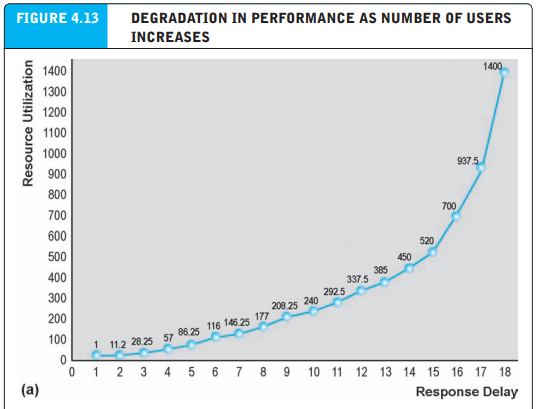 FIGURE 4.13
DEGRADATION IN PERFORMANCE AS NUMBER OF USERS
INCREASES
Resource Utilization
1400
1300
1200
1100
1000
900
800
700
600
500
400
300
200
100
0
1 11.2 28.25 57 86.25 116 146.25 177 208.25 240 292.5 337.5 385 450 520 700 937.5 1400
0 1 2 3 4 5 6 7 8 9 10 11 12 13 14 15 16 17 18
(a)
Response Delay